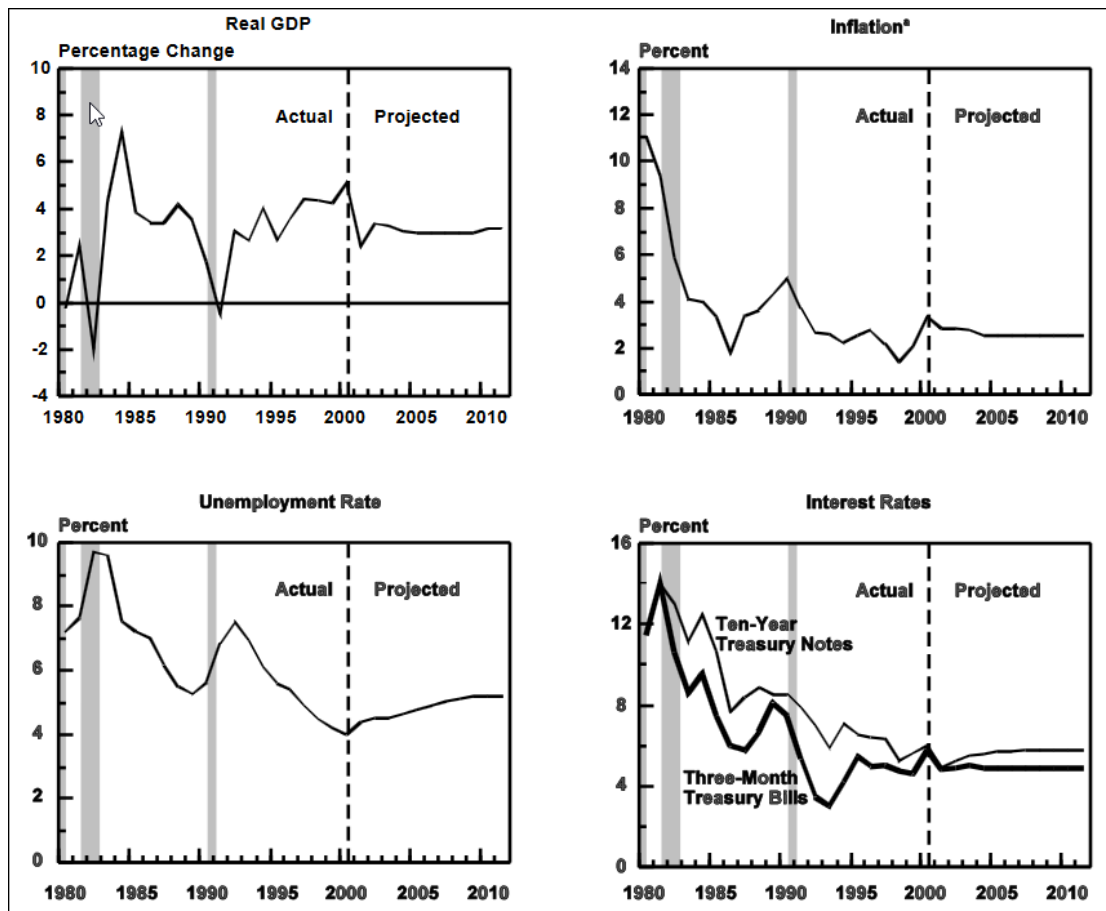 Real GDP
Percentage Change
10
8
6
4
2
0
-2
-4
Actual
Projected
1980 1985 1990 1995 2000 2005 2010
Inflationª
Percent
14
12
10
8
6
4
2
0
Actual
Projected
1980 1985 1990 1995 2000 2005 2010
Unemployment Rate
Percent
10
8
6
4
2
0
Actual
Projected
1980 1985 1990 1995 2000 2005 2010
Interest Rates
Percent
16
12
8
4
0
Actual
Projected
Ten-Year
Treasury Notes
Three-Month
Treasury Bills
1980 1985 1990 1995 2000 2005 2010